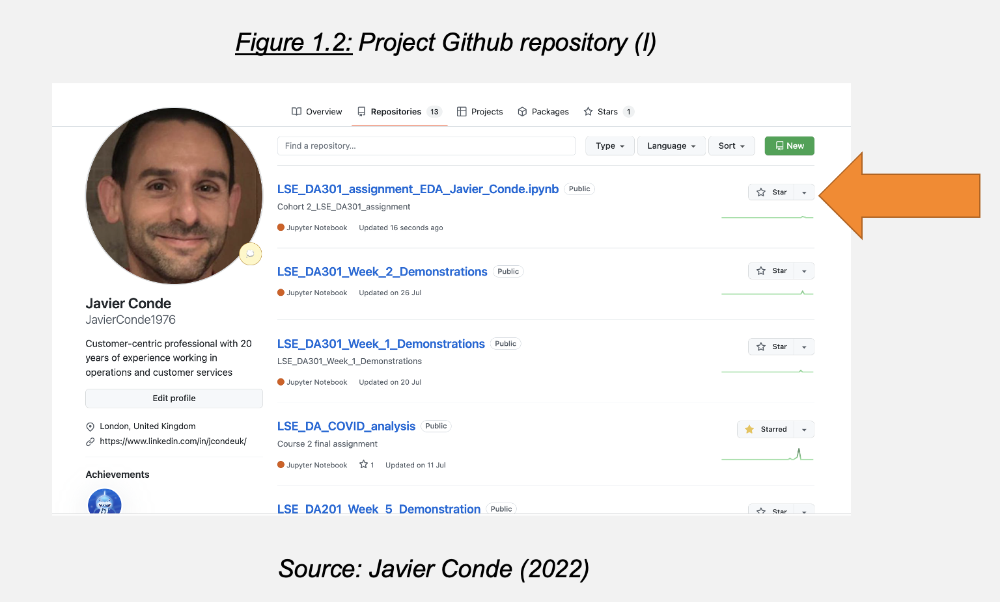 Figure 1.2: Project Github repository (I)
Overview Repositories 13 Projects Packages Stars 1
Find a repository... Type Language Sort New
LSE_DA301_assignment_EDA_Javier_Conde.ipynb Public Star
Cohort 2_LSE_DA301_assignment
Jupyter Notebook Updated 16 seconds ago
LSE_DA301_Week_2_Demonstrations Public Star
Jupyter Notebook Updated on 26 Jul
Javier Conde
JavierConde1976
Customer-centric professional with 20
years of experience working in
operations and customer services
Edit profile
London, United Kingdom
https://www.linkedin.com/in/jcondeuk/
Achievements
LSE_DA301_Week_1_Demonstrations Public Star
LSE_DA301_Week_1_Demonstrations
Jupyter Notebook Updated on 20 Jul
LSE_DA_COVID_analysis Public Starred
Course 2 final assignment
Jupyter Notebook 1 Updated on 11 Jul
LSE_DA201_Week_5_Demonstration Public Star
Source: Javier Conde (2022)